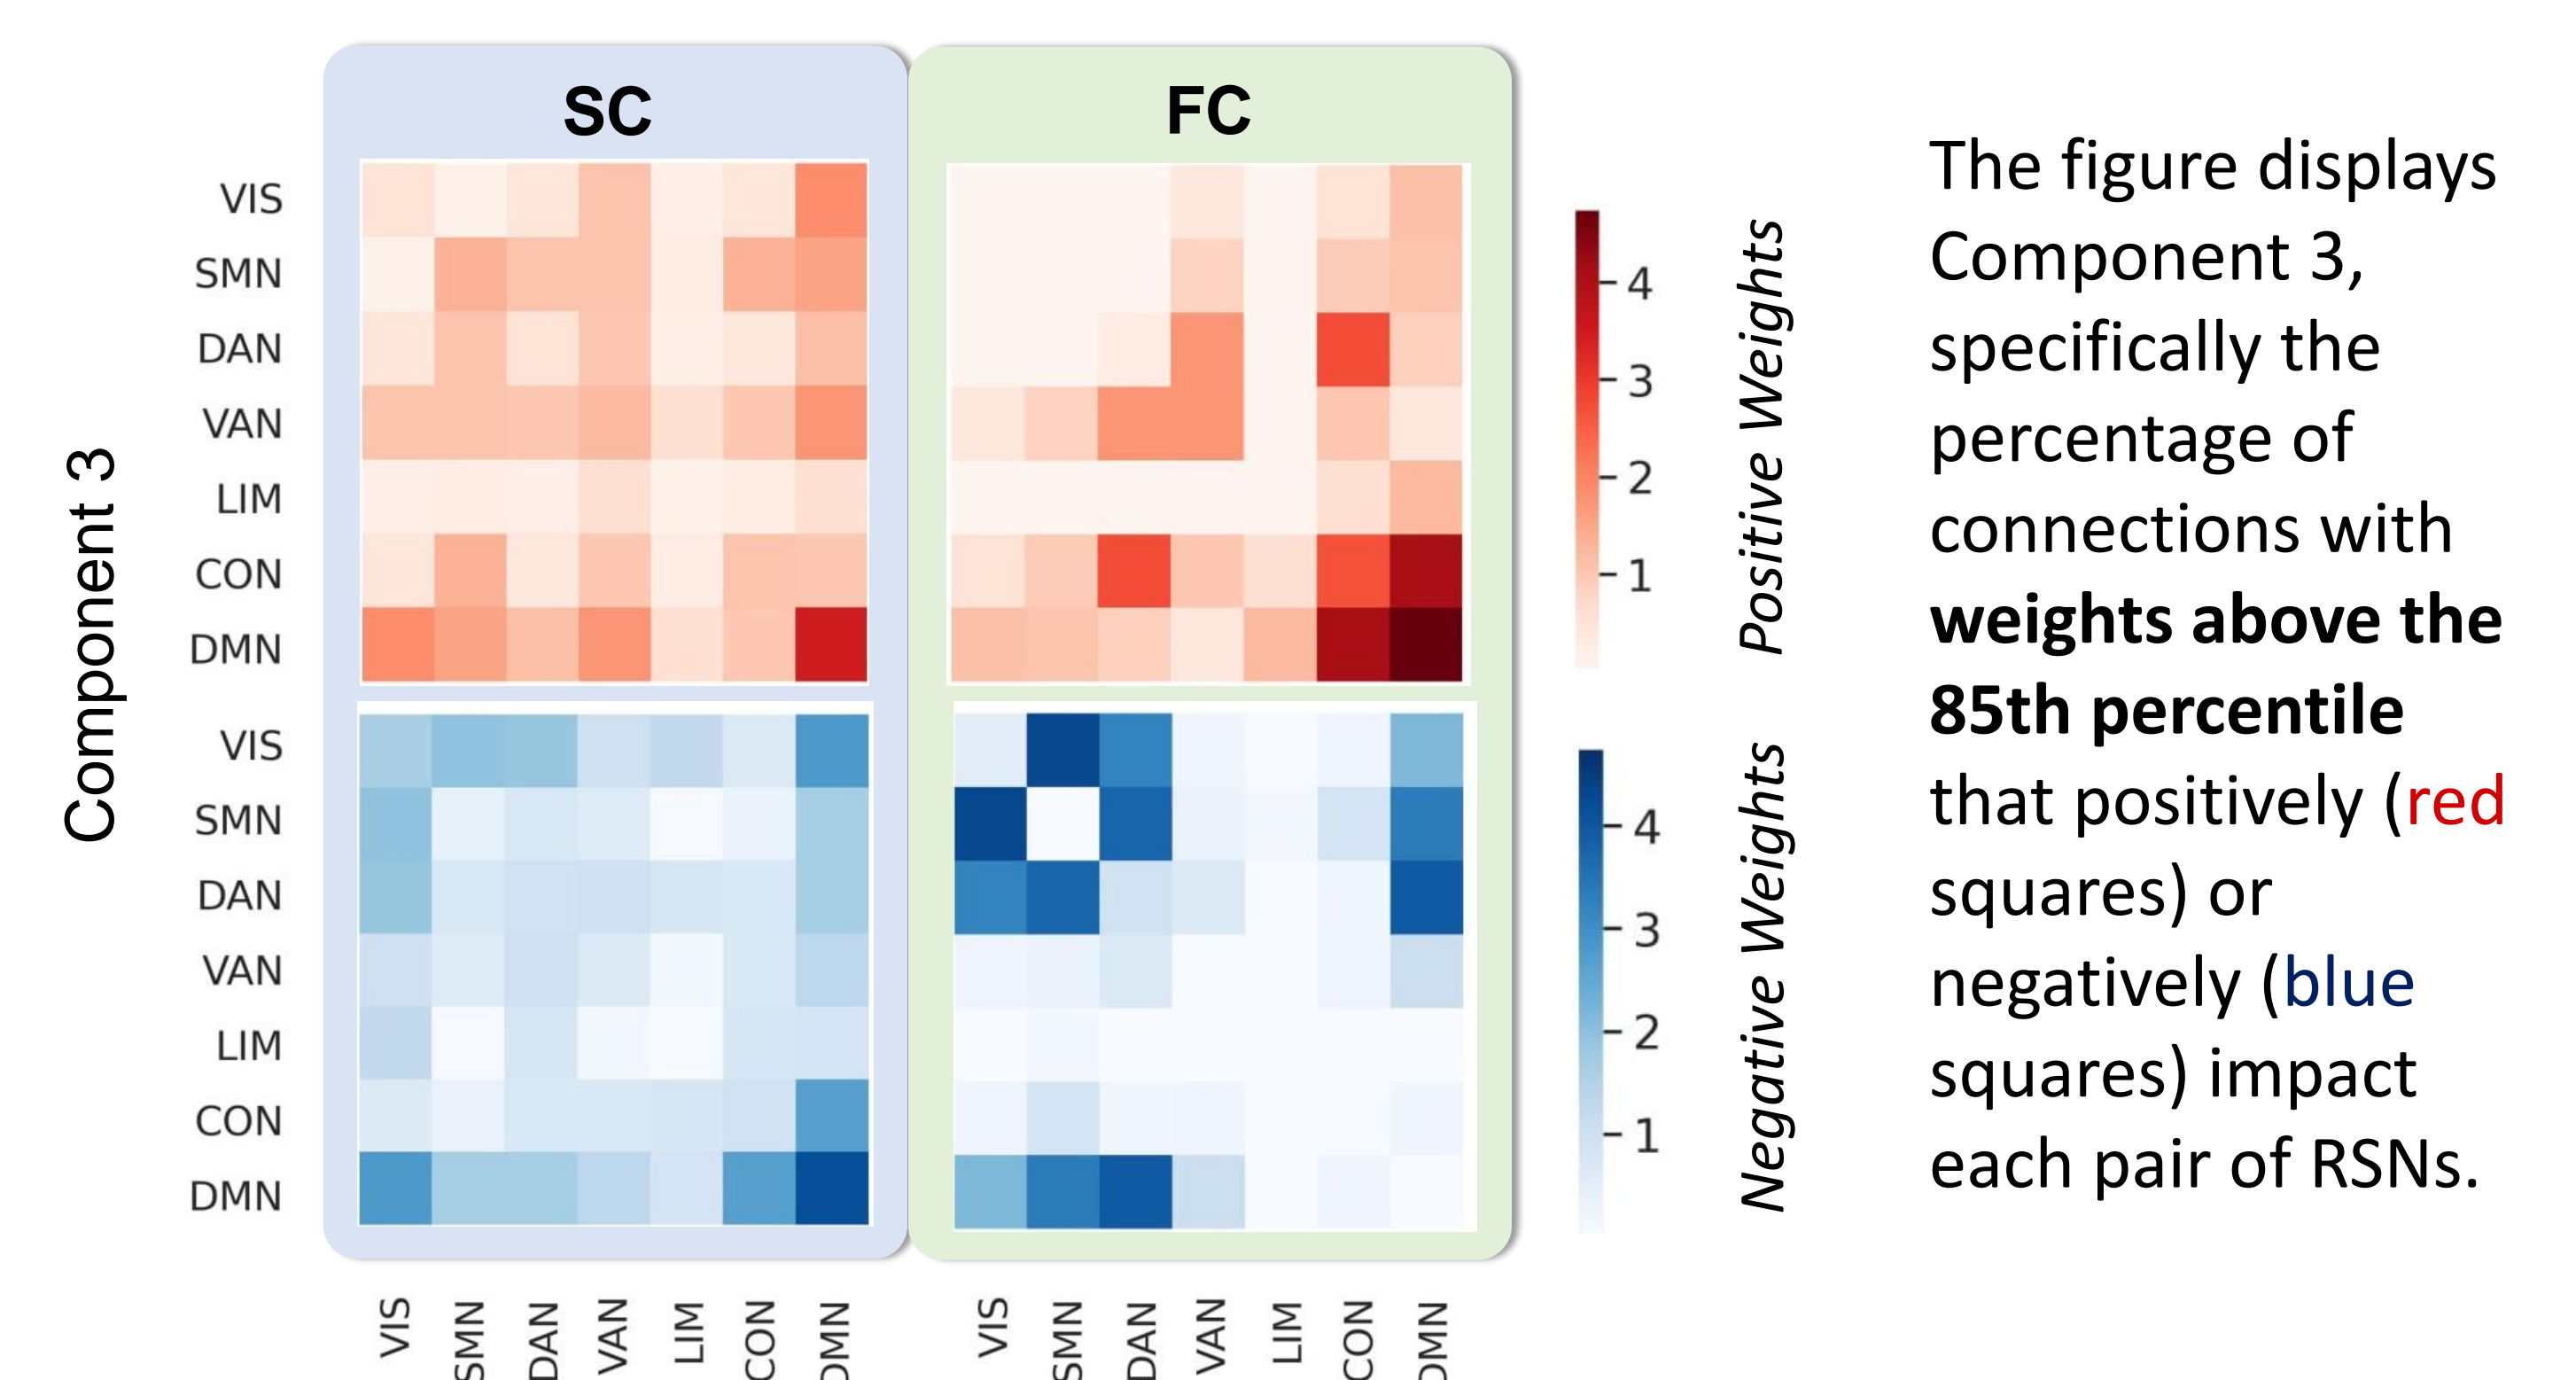 SC
FC
Component 3
VIS
SMN
DAN
VAN
LIM
CON
DMN
VIS
SMN
DAN
VAN
LIM
CON
DMN
VIS
SMN
DAN
VAN
LIM
CON
DMN
VIS
SMN
DAN
VAN
LIM
CON
DMN
4
3
2
1
Positive Weights
4
3
2
1
Negative Weights
The figure displays
Component 3,
specifically the
percentage of
connections with
weights above the
85th percentile
that positively (red
squares) or
negatively (blue
squares) impact
each pair of RSNs.